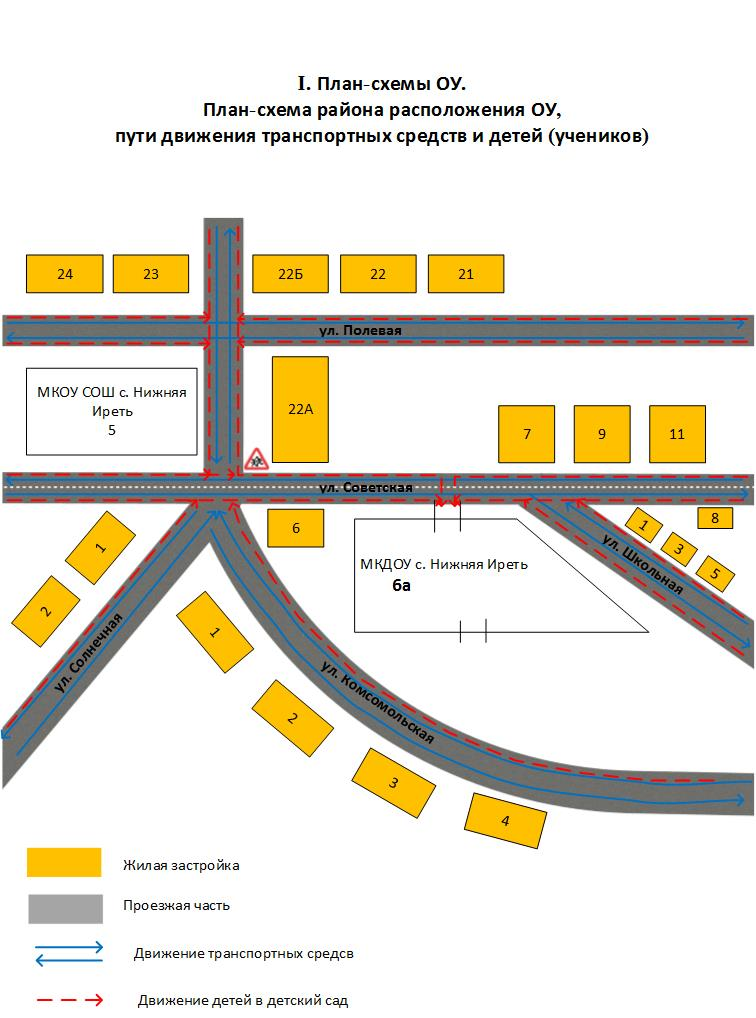 I. План-схемы ОУ.
План-схема района расположения ОУ,
пути движения транспортных средств и детей (учеников)
24
23
22Б
22
21
ул. Полевая
МКОУ СОШ с. Нижняя
Иреть
5
22А
7
9
11
ул. Советская
6
8
1
3
5
ул. Школьная
МКДОУ с. Нижняя Иреть
6а
1
2
ул. Солнечная
1
2
3
4
ул. Комсомольская
Жилая застройка
Проезжая часть
Движение транспортных средсв
Движение детей в детский сад